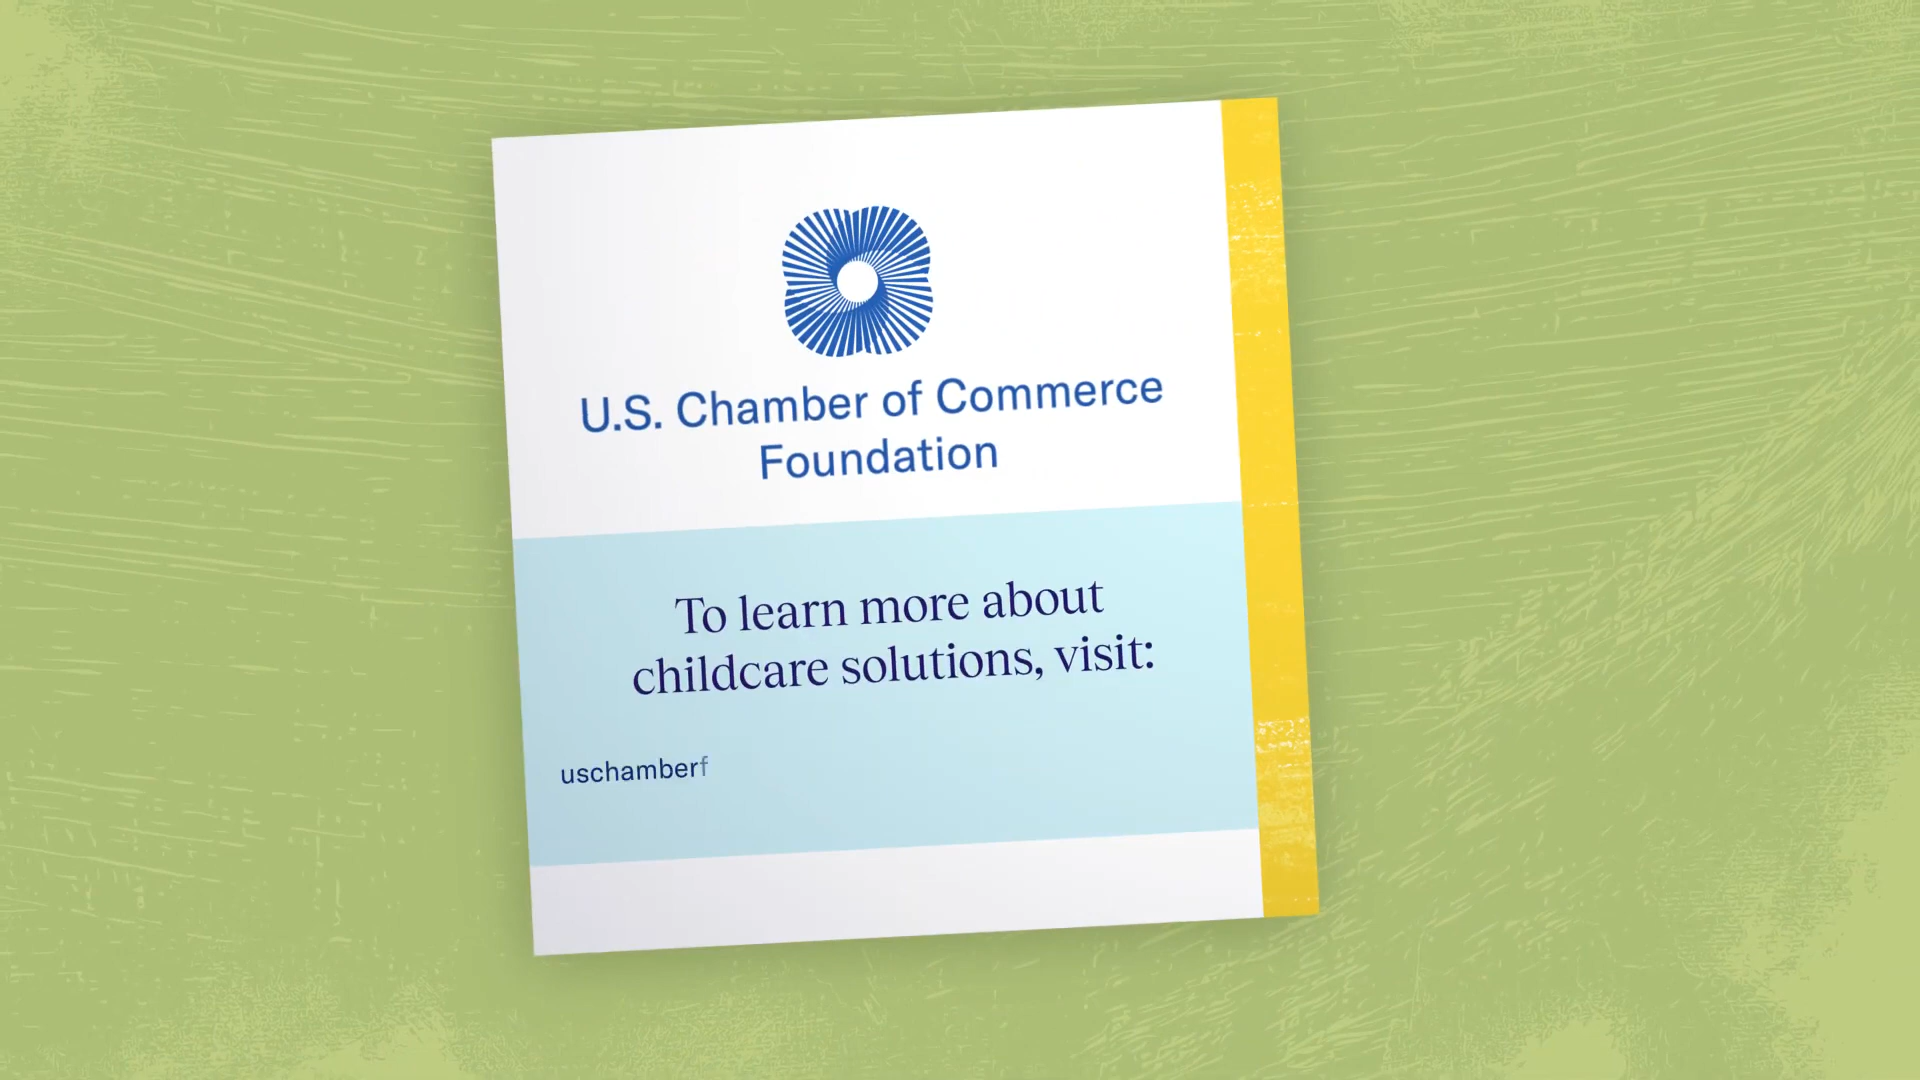 U.S. Chamber of Commerce
Foundation
To learn more about
childcare solutions, visit:
uschamberf